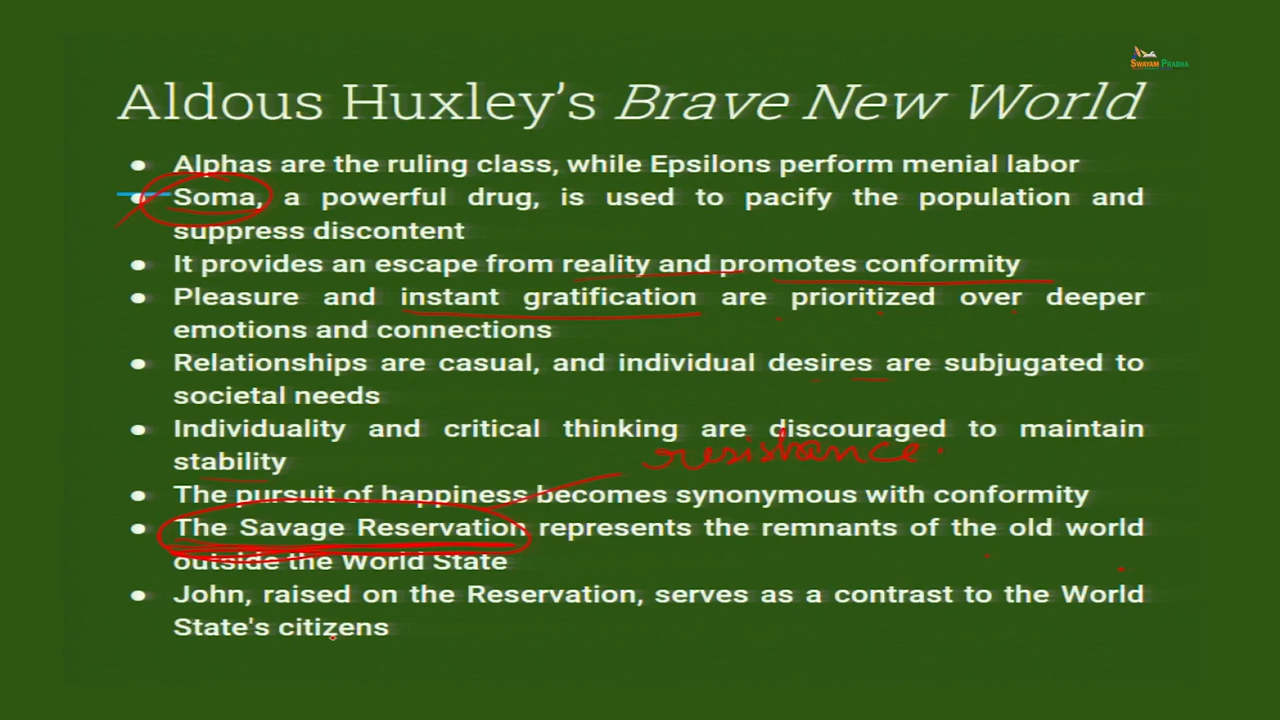 SWAYAM PRABHA
Aldous Huxley's Brave New World
● Alphas are the ruling class, while Epsilons perform menial labor
● Soma, a powerful drug, is used to pacify the population and
suppress discontent
● It provides an escape from reality and promotes conformity
● Pleasure and instant gratification are prioritized over deeper
emotions and connections
● Relationships are casual, and individual desires are subjugated to
societal needs
● Individuality and critical thinking are discouraged to maintain
stability
resistance.
● The pursuit of happiness becomes synonymous with conformity
● The Savage Reservation represents the remnants of the old world
outside the World State
● John, raised on the Reservation, serves as a contrast to the World
State's citizens